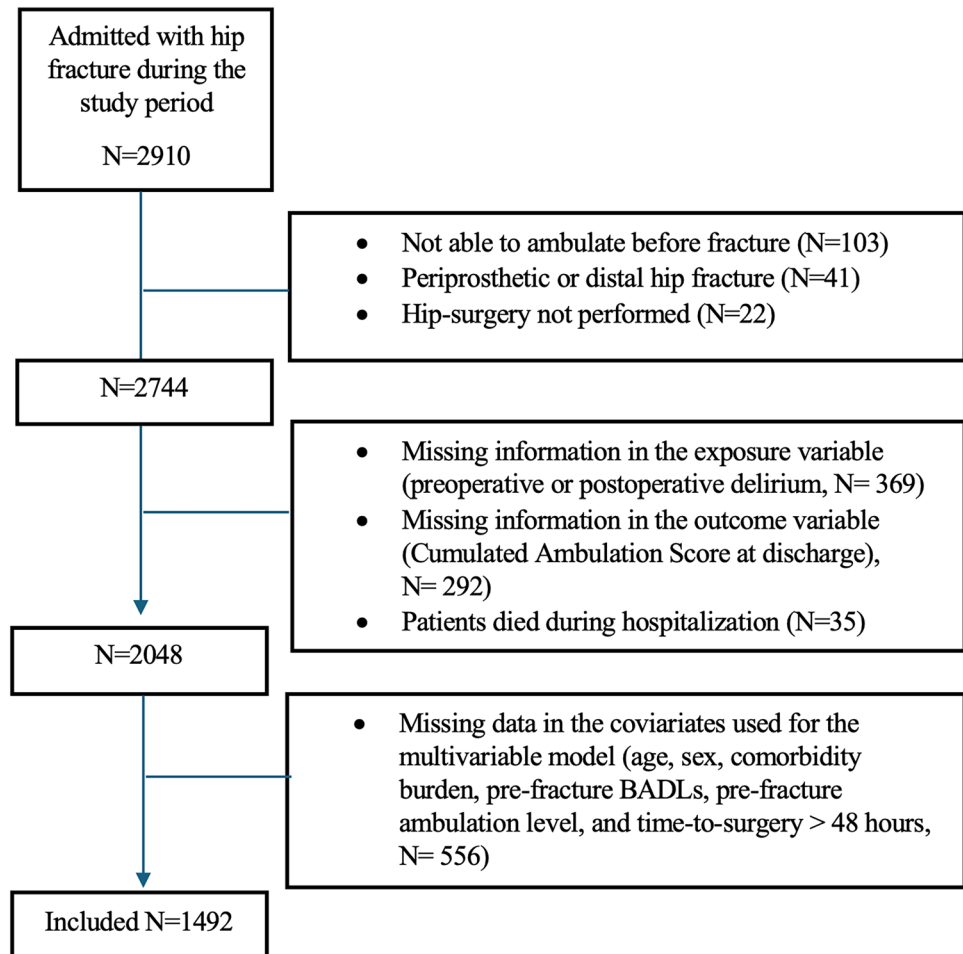 Admitted with hip
fracture during the
study period
N=2910
• Not able to ambulate before fracture (N=103)
• Periprosthetic or distal hip fracture (N=41)
• Hip-surgery not performed (N=22)
N=2744
• Missing information in the exposure variable
(preoperative or postoperative delirium, N= 369)
• Missing information in the outcome variable
(Cumulated Ambulation Score at discharge),
N= 292)
• Patients died during hospitalization (N=35)
N=2048
• Missing data in the coviariates used for the
multivariable model (age, sex, comorbidity
burden, pre-fracture BADLs, pre-fracture
ambulation level, and time-to-surgery > 48 hours,
N= 556)
Included N=1492